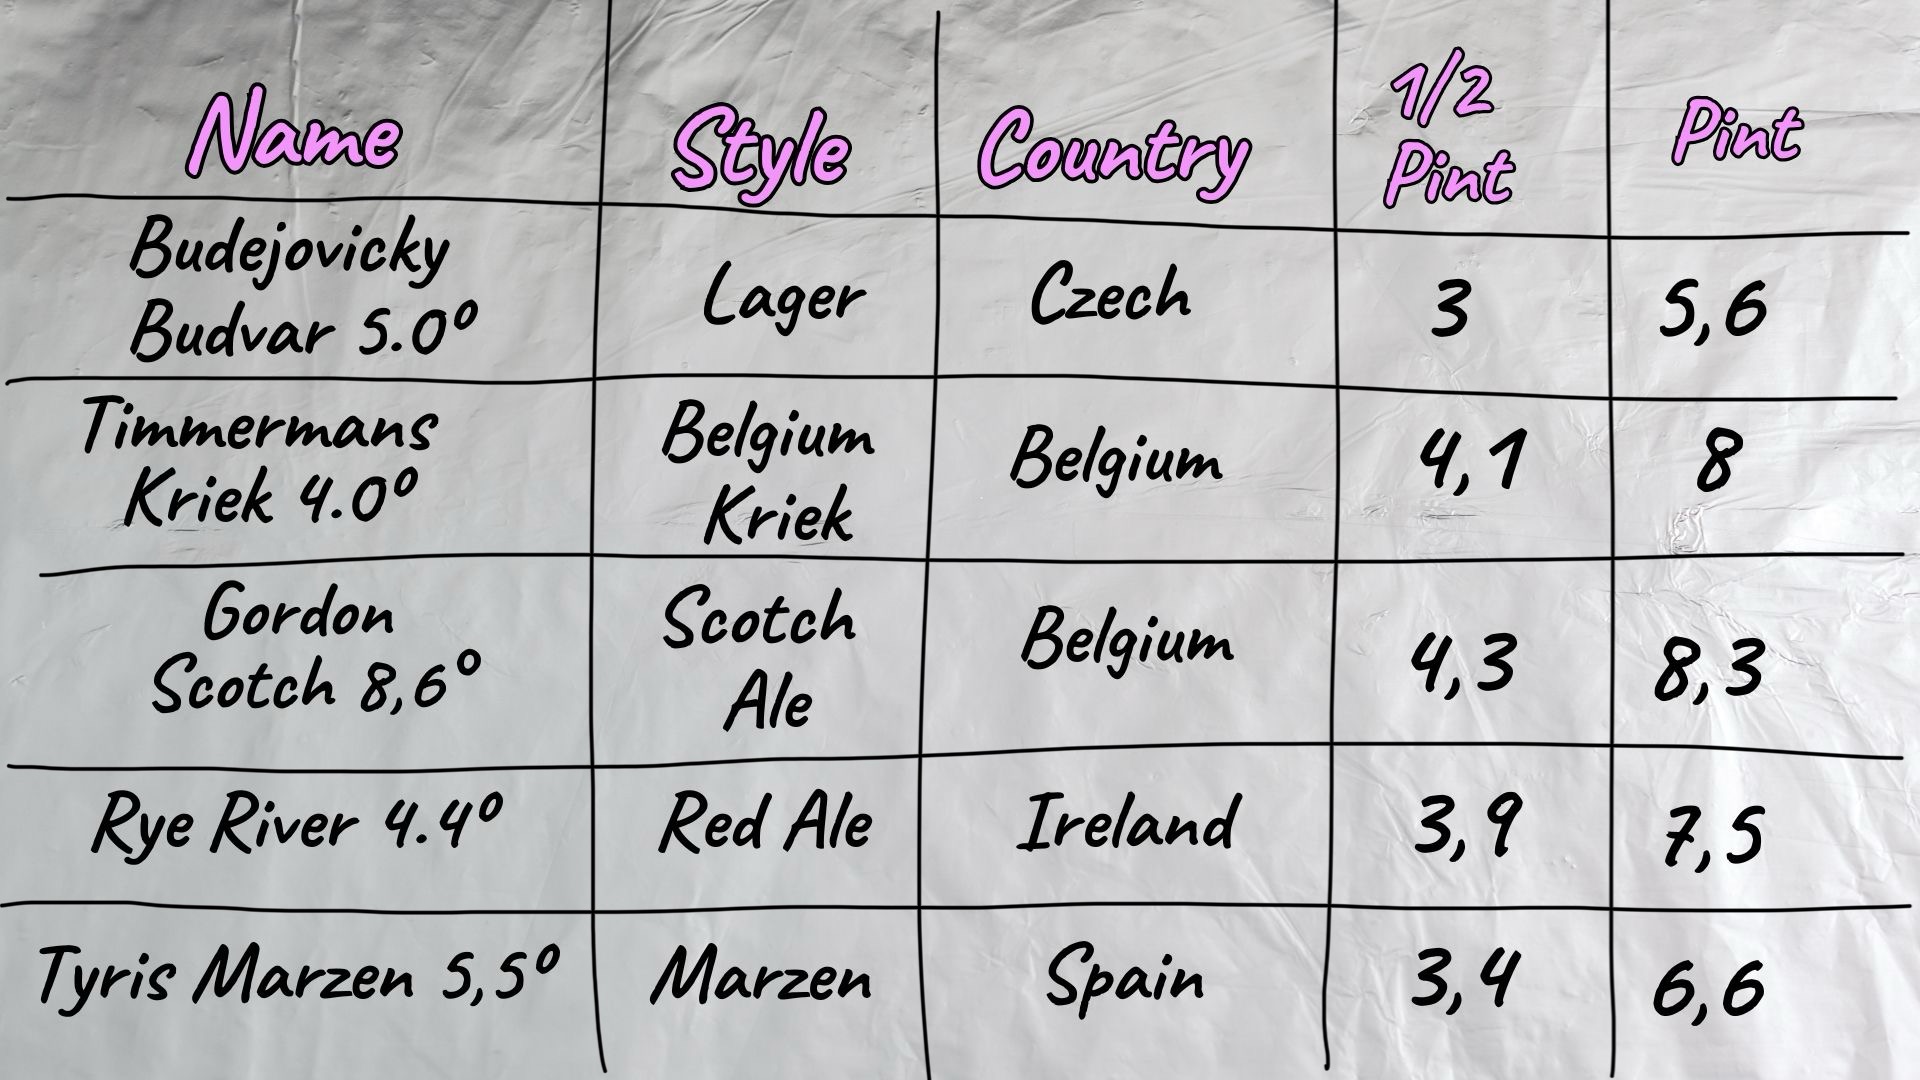 Name
Style
Country
1/2
Pint
Pint
Budejovicky
Budvar 5.0º
Lager
Czech
3
5,6
Timmermans
Kriek 4.0º
Belgium
Kriek
Belgium
4,1
8
Gordon
Scotch 8,6º
Scotch
Ale
Belgium
4,3
8,3
Rye River 4.4º
Red Ale
Ireland
3,9
7,5
Tyris Marzen 5,5º
Marzen
Spain
3,4
6,6